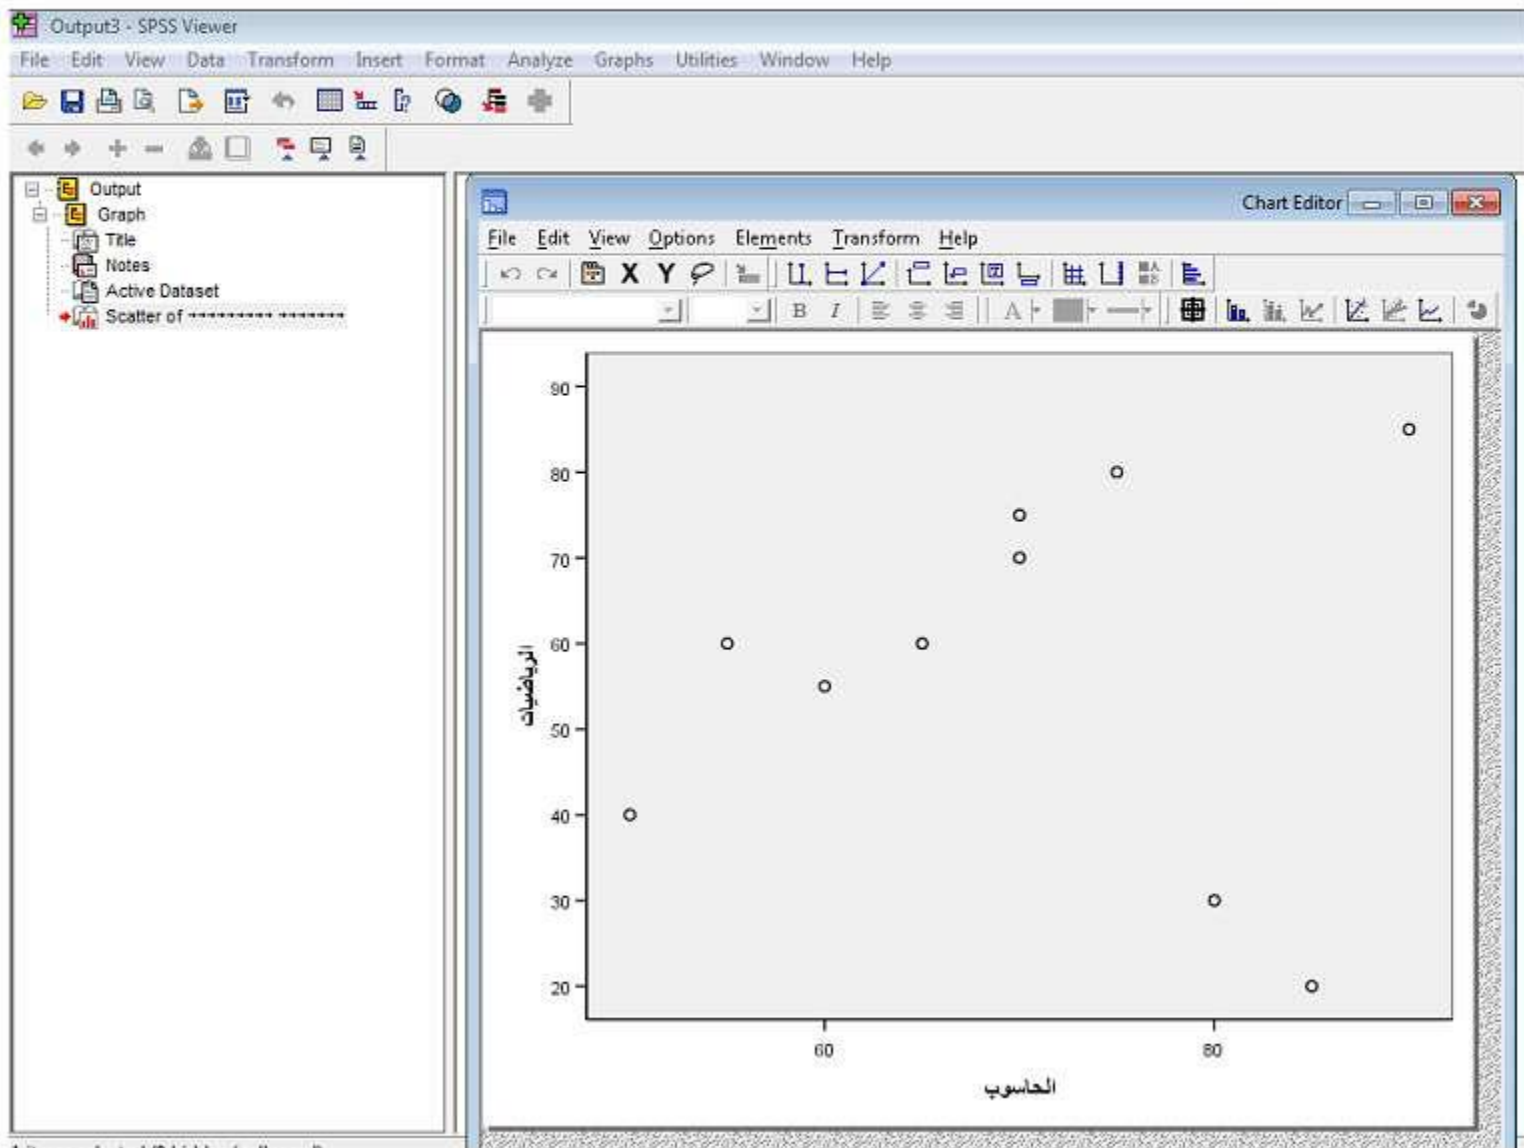 Output3 - SPSS Viewer
File Edit View Data Transform Insert Format Analyze Graphs Utilities Window Help
Output
Graph
Title
Notes
Active Dataset
Scatter of
Chart Editor
File Edit View Options Elements Transform Help
X Y
B I A
90
80
70
60
50
40
30
20
الرياضيات
60 80
الحاسوب